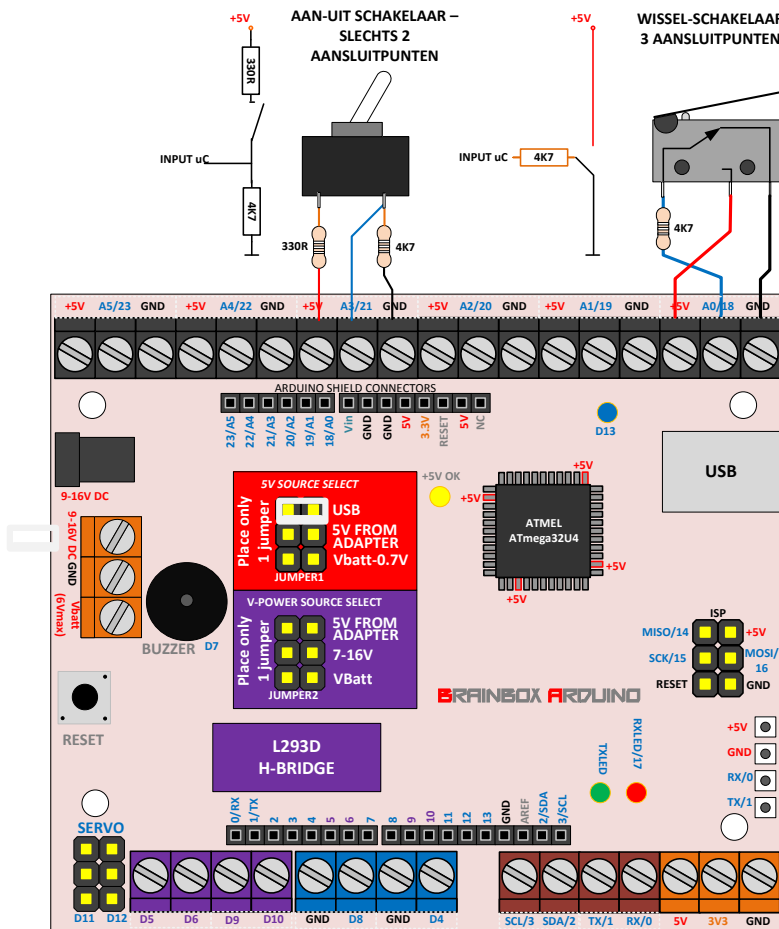 +5V
AAN-UIT SCHAKELAAR –
SLECHTS 2
AANSLUITPUNTEN
330R
INPUT uC
4K7
330R
4K7
+5V
WISSEL-SCHAKELAAR
3 AANSLUITPUNTEN
INPUT uC
4K7
4K7
+5V A5/23 GND +5V A4/22 GND +5V A3/21 GND +5V A2/20 GND +5V A1/19 GND +5V A0/18 GND
ARDUINO SHIELD CONNECTORS
23/A5
22/A4
21/A3
20/A2
19/A1
18/A0
Vin
GND
GND
5V
3.3V
RESET
5V
NC
D13
9-16V DC
USB
5V SOURCE SELECT
Place only
1 jumper
USB
5V FROM
ADAPTER
Vbatt-0.7V
JUMPER1
+5V OK
+5V
+5V
ATMEL
ATmega32U4
+5V
+5V
9-16V DC
GND
Vbatt
(6Vmax)
BUZZER D7
V-POWER SOURCE SELECT
Place only
1 jumper
5V FROM
ADAPTER
7-16V
VBatt
JUMPER2
ISP
MISO/14 +5V
SCK/15 MOSI/
16
RESET GND
BRAINBOX ARDUINO
RESET
L293D
H-BRIDGE
TXLED
RXLED/17
+5V
GND
RX/0
TX/1
SERVO
0/RX
1/TX
2
3
4
5
6
7
8
9
10
11
12
13
GND
AREF
2/SDA
3/SCL
D11 D12 D5 D6 D9 D10 GND D8 GND D4 SCL/3 SDA/2 TX/1 RX/0 5V 3V3 GND